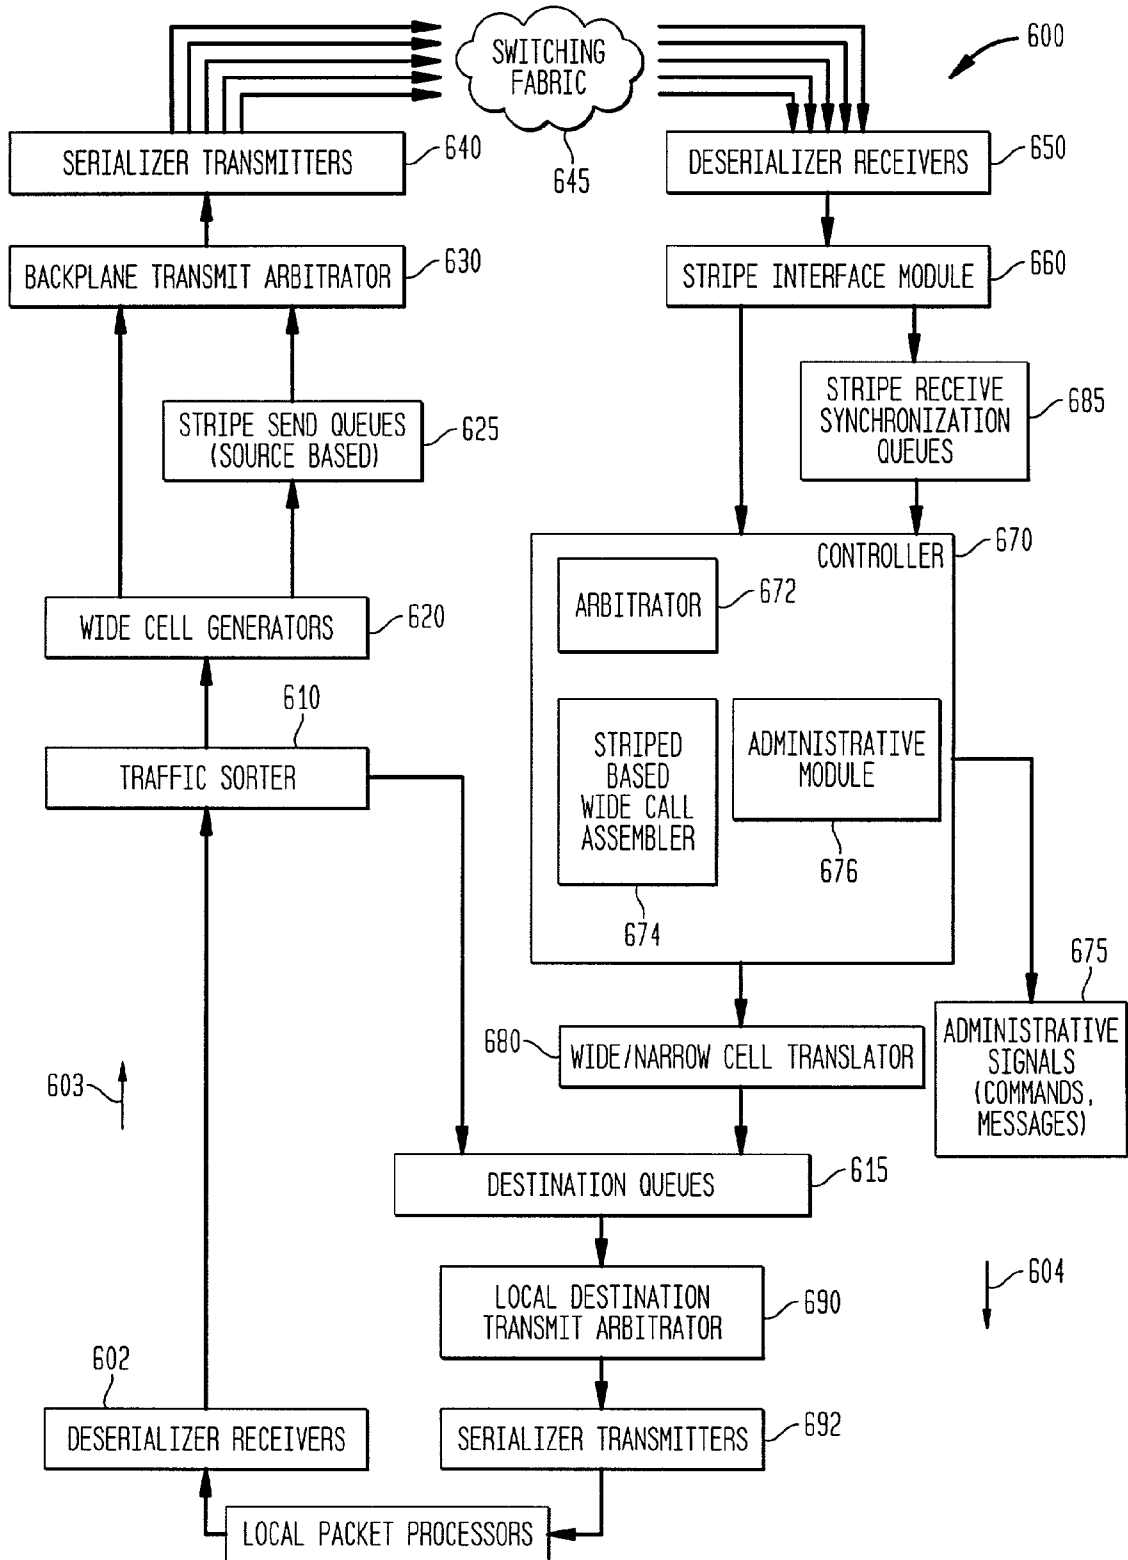 SWITCHING
FABRIC
600
SERIALIZER TRANSMITTERS
640
645
DESERIALIZER RECEIVERS
650
BACKPLANE TRANSMIT ARBITRATOR
630
STRIPE INTERFACE MODULE
660
STRIPE SEND QUEUES
(SOURCE BASED)
625
STRIPE RECEIVE
SYNCHRONIZATION
QUEUES
685
CONTROLLER
670
ARBITRATOR
672
WIDE CELL GENERATORS
620
610
TRAFFIC SORTER
STRIPED
BASED
WIDE CALL
ASSEMBLER
674
ADMINISTRATIVE
MODULE
676
675
ADMINISTRATIVE
SIGNALS
(COMMANDS,
MESSAGES)
680
WIDE/NARROW CELL TRANSLATOR
603
DESTINATION QUEUES
615
604
LOCAL DESTINATION
TRANSMIT ARBITRATOR
690
602
DESERIALIZER RECEIVERS
SERIALIZER TRANSMITTERS
692
LOCAL PACKET PROCESSORS